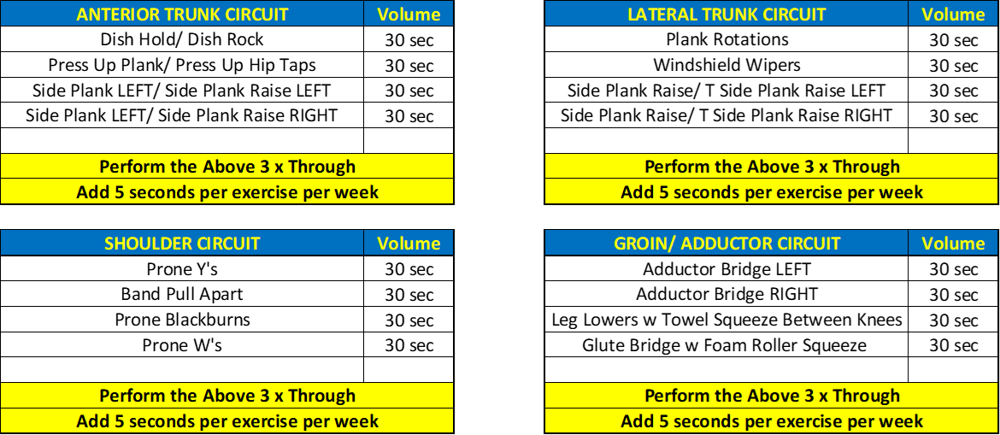 ANTERIOR TRUNK CIRCUIT Volume
Dish Hold/ Dish Rock 30 sec
Press Up Plank/ Press Up Hip Taps 30 sec
Side Plank LEFT/ Side Plank Raise LEFT 30 sec
Side Plank LEFT/ Side Plank Raise RIGHT 30 sec
Perform the Above 3 x Through
Add 5 seconds per exercise per week
LATERAL TRUNK CIRCUIT Volume
Plank Rotations 30 sec
Windshield Wipers 30 sec
Side Plank Raise/ T Side Plank Raise LEFT 30 sec
Side Plank Raise/ T Side Plank Raise RIGHT 30 sec
Perform the Above 3 x Through
Add 5 seconds per exercise per week
SHOULDER CIRCUIT Volume
Prone Y's 30 sec
Band Pull Apart 30 sec
Prone Blackburns 30 sec
Prone W's 30 sec
Perform the Above 3 x Through
Add 5 seconds per exercise per week
GROIN/ ADDUCTOR CIRCUIT Volume
Adductor Bridge LEFT 30 sec
Adductor Bridge RIGHT 30 sec
Leg Lowers w Towel Squeeze Between Knees 30 sec
Glute Bridge w Foam Roller Squeeze 30 sec
Perform the Above 3 x Through
Add 5 seconds per exercise per week